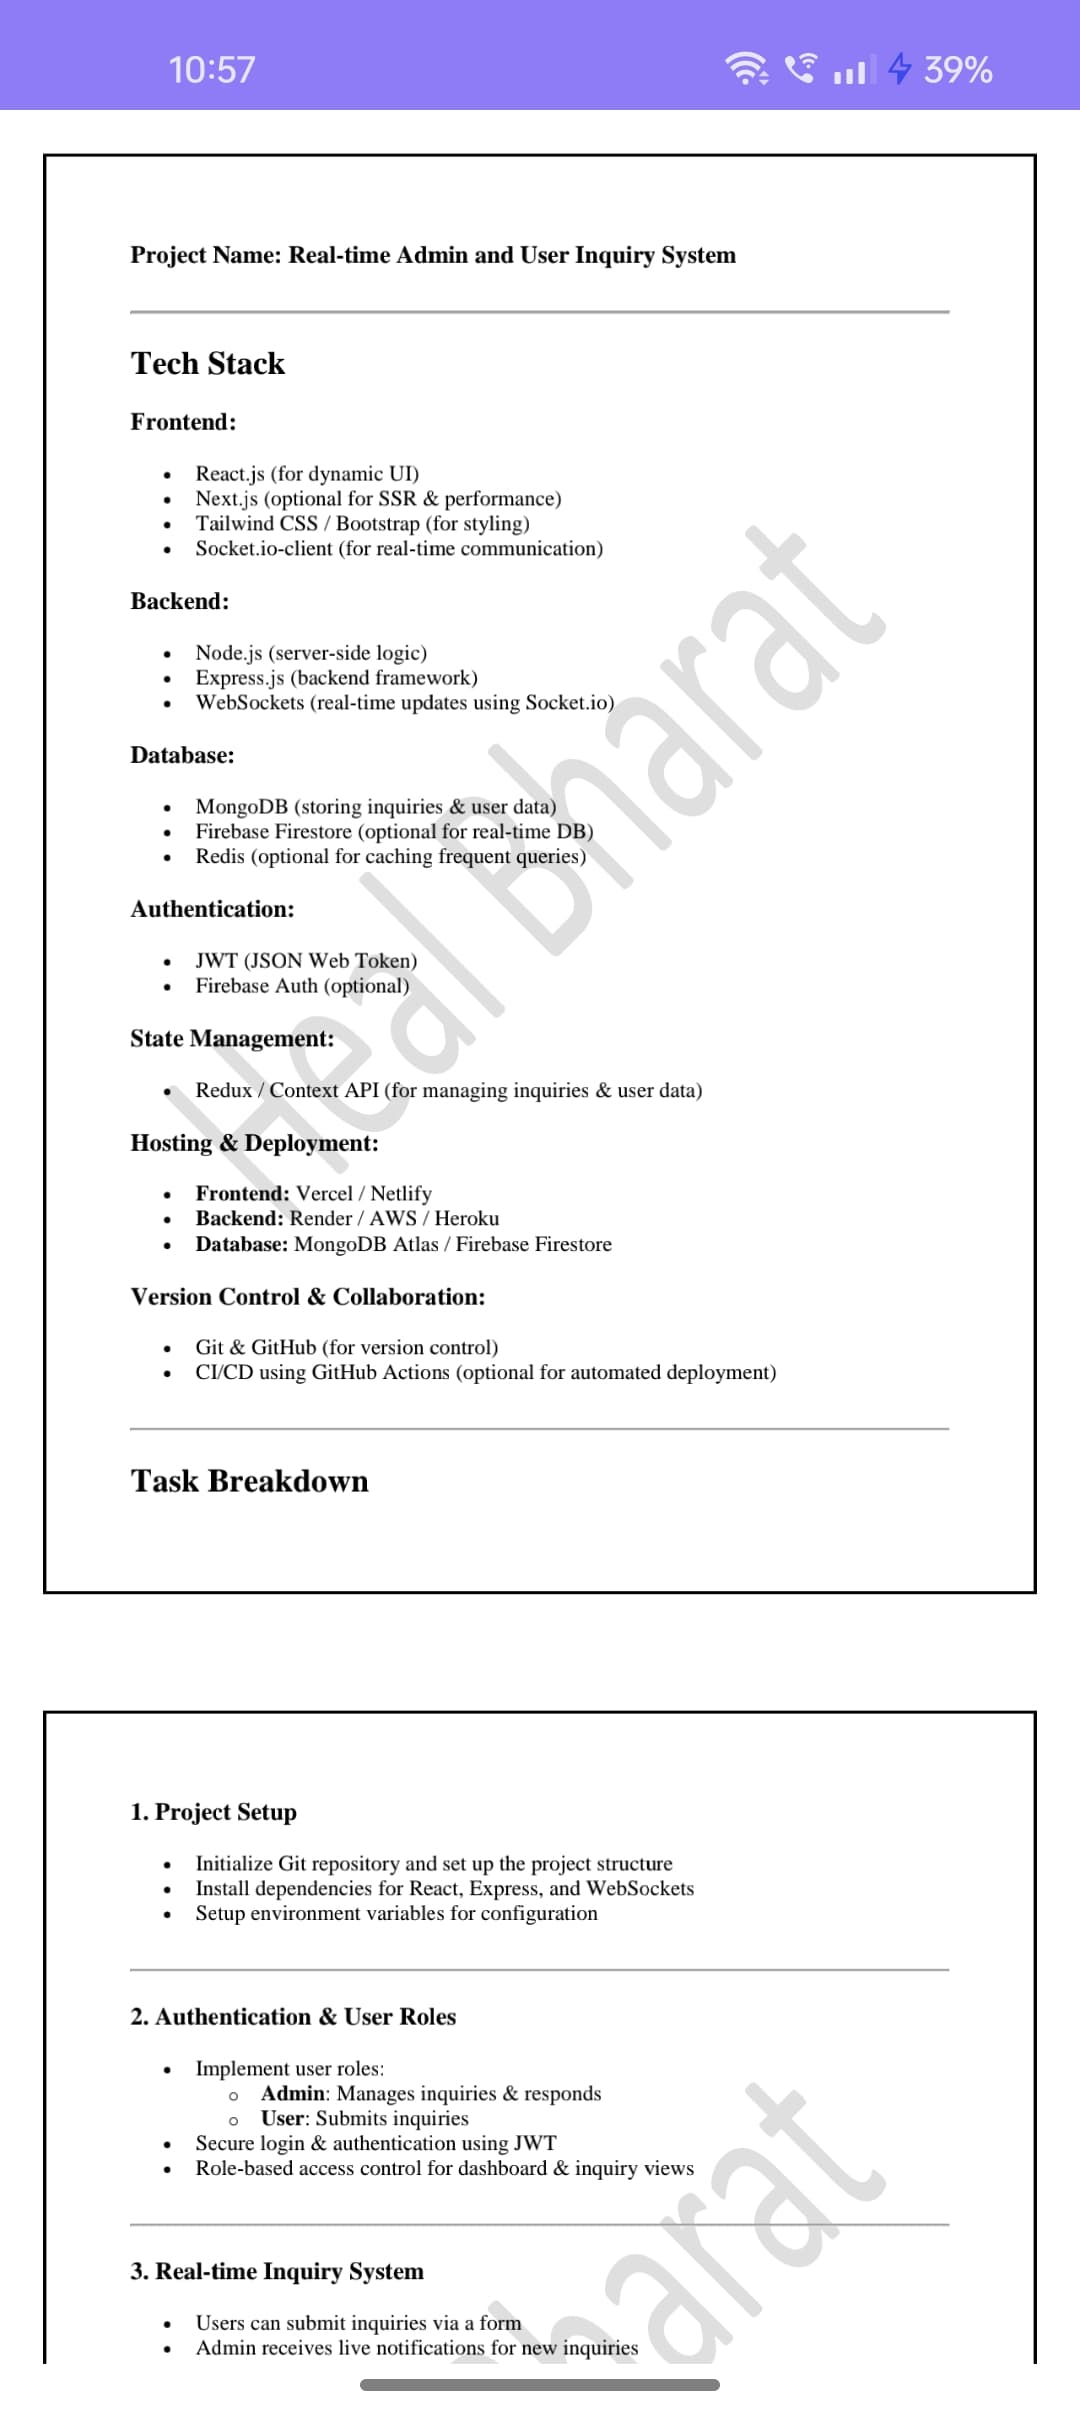 10:57
39%
Project Name: Real-time Admin and User Inquiry System
Tech Stack
Frontend:
• React.js (for dynamic UI)
• Next.js (optional for SSR & performance)
• Tailwind CSS / Bootstrap (for styling)
• Socket.io-client (for real-time communication)
Backend:
• Node.js (server-side logic)
• Express.js (backend framework)
• WebSockets (real-time updates using Socket.io)
Database:
• MongoDB (storing inquiries & user data)
• Firebase Firestore (optional for real-time DB)
• Redis (optional for caching frequent queries)
Authentication:
• JWT (JSON Web Token)
• Firebase Auth (optional)
State Management:
• Redux / Context API (for managing inquiries & user data)
Hosting & Deployment:
• Frontend: Vercel / Netlify
• Backend: Render / AWS / Heroku
• Database: MongoDB Atlas / Firebase Firestore
Version Control & Collaboration:
• Git & GitHub (for version control)
• CI/CD using GitHub Actions (optional for automated deployment)
Task Breakdown
Heal Bharat
1. Project Setup
• Initialize Git repository and set up the project structure
• Install dependencies for React, Express, and WebSockets
• Setup environment variables for configuration
2. Authentication & User Roles
• Implement user roles:
o Admin: Manages inquiries & responds
o User: Submits inquiries
• Secure login & authentication using JWT
• Role-based access control for dashboard & inquiry views
3. Real-time Inquiry System
• Users can submit inquiries via a form
• Admin receives live notifications for new inquiries
harat